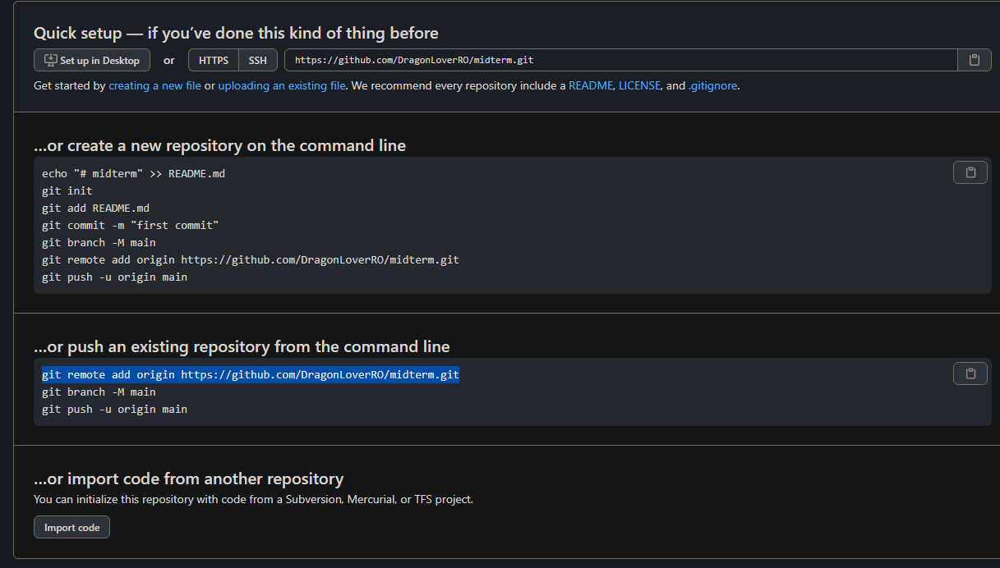 Quick setup — if you've done this kind of thing before
Set up in Desktop or HTTPS SSH https://github.com/DragonLoverRO/midterm.git
Get started by creating a new file or uploading an existing file. We recommend every repository include a README, LICENSE, and .gitignore.
...or create a new repository on the command line
echo "# midterm" >> README.md
git init
git add README.md
git commit -m "first commit"
git branch -M main
git remote add origin https://github.com/DragonLoverRO/midterm.git
git push -u origin main
...or push an existing repository from the command line
git remote add origin https://github.com/DragonLoverRO/midterm.git
git branch -M main
git push -u origin main
...or import code from another repository
You can initialize this repository with code from a Subversion, Mercurial, or TFS project.
Import code